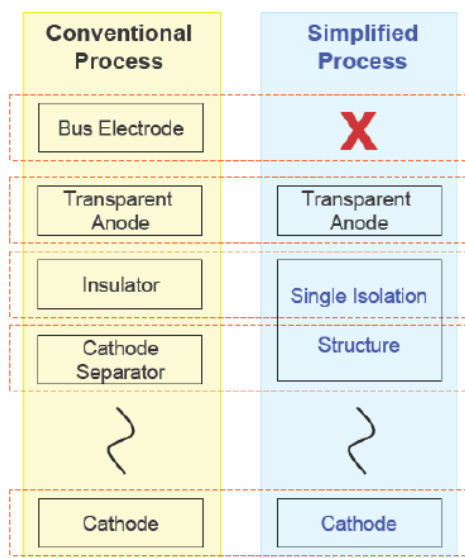 Conventional
Process
Simplified
Process
Bus Electrode
X
Transparent
Anode
Transparent
Anode
Insulator
Single Isolation
Structure
Cathode
Separator
Cathode
Cathode